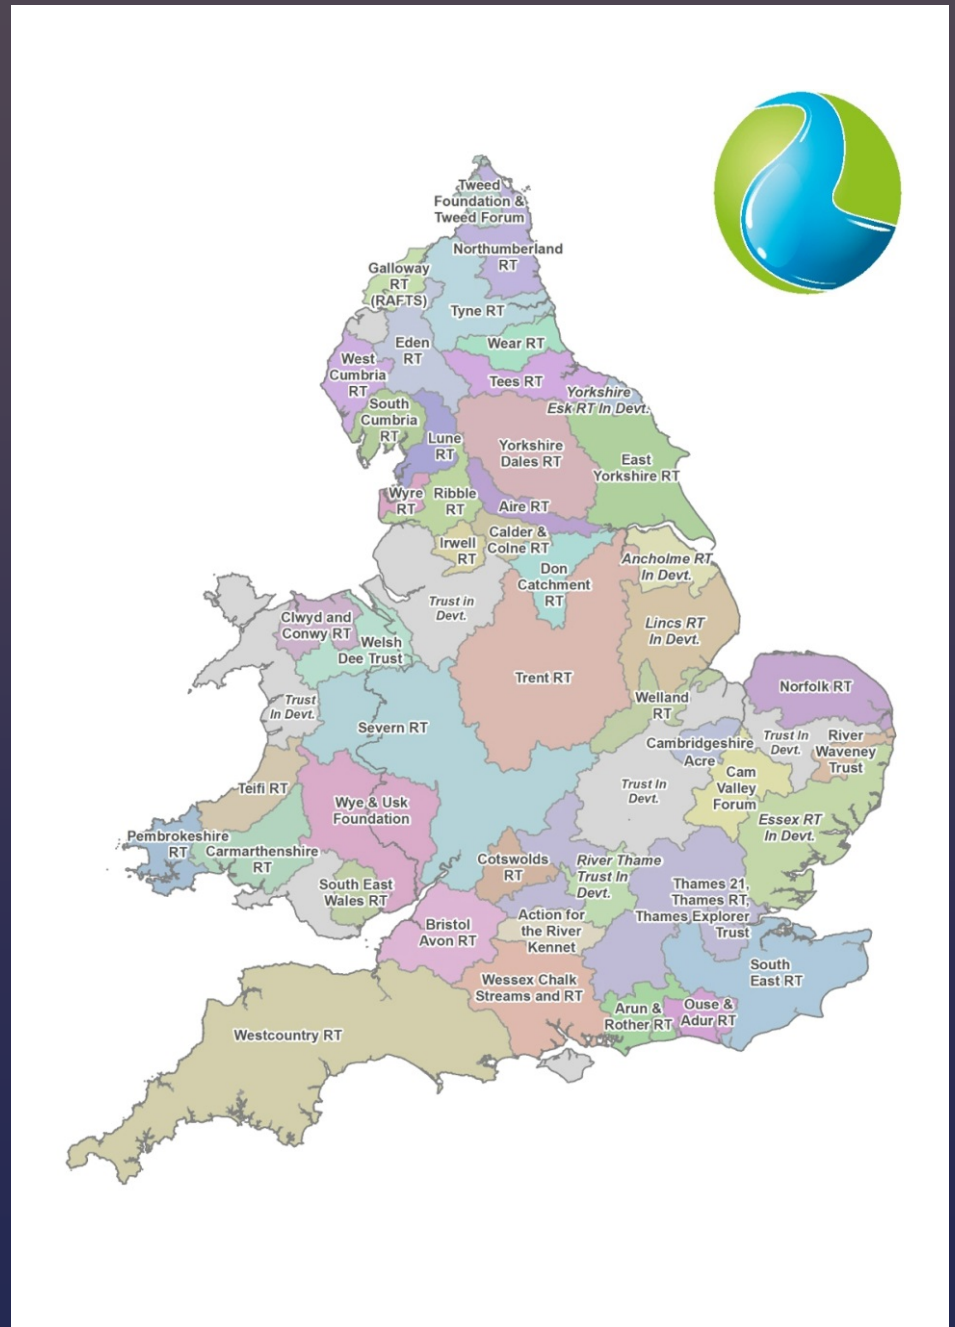 Tweed
Foundation &
Tweed Forum
Northumberland
RT
Galloway
RT
(RAFTS)
Tyne RT
Eden
RT
Wear RT
West
Cumbria
RT
Tees RT
Yorkshire
Esk RT In Devt.
South
Cumbria
RT
Lune
RT
Yorkshire
Dales RT
East
Yorkshire RT
Wyre
RT
Ribble
RT
Aire RT
Irwell
RT
Calder &
Colne RT
Don
Catchment
RT
Ancholme RT
In Devt.
Trust in
Devt.
Clwyd and
Conwy RT
Welsh
Dee Trust
Lincs RT
In Devt.
Trent RT
Norfolk RT
Trust
In Devt.
Severn RT
Welland
RT
Cambridgeshire
Acre
Trust In
Devt.
River
Waveney
Trust
Teifi RT
Wye & Usk
Foundation
Trust In
Devt.
Cam
Valley
Forum
Essex RT
In Devt.
Pembrokeshire
RT
Carmarthenshire
RT
South East
Wales RT
Cotswolds
RT
River Thame
Trust In
Devt.
Thames 21,
Thames RT,
Thames Explorer
Trust
Bristol
Avon RT
Action for
the River
Kennet
Wessex Chalk
Streams and RT
South
East RT
Arun &
Rother RT
Ouse &
Adur RT
Westcountry RT